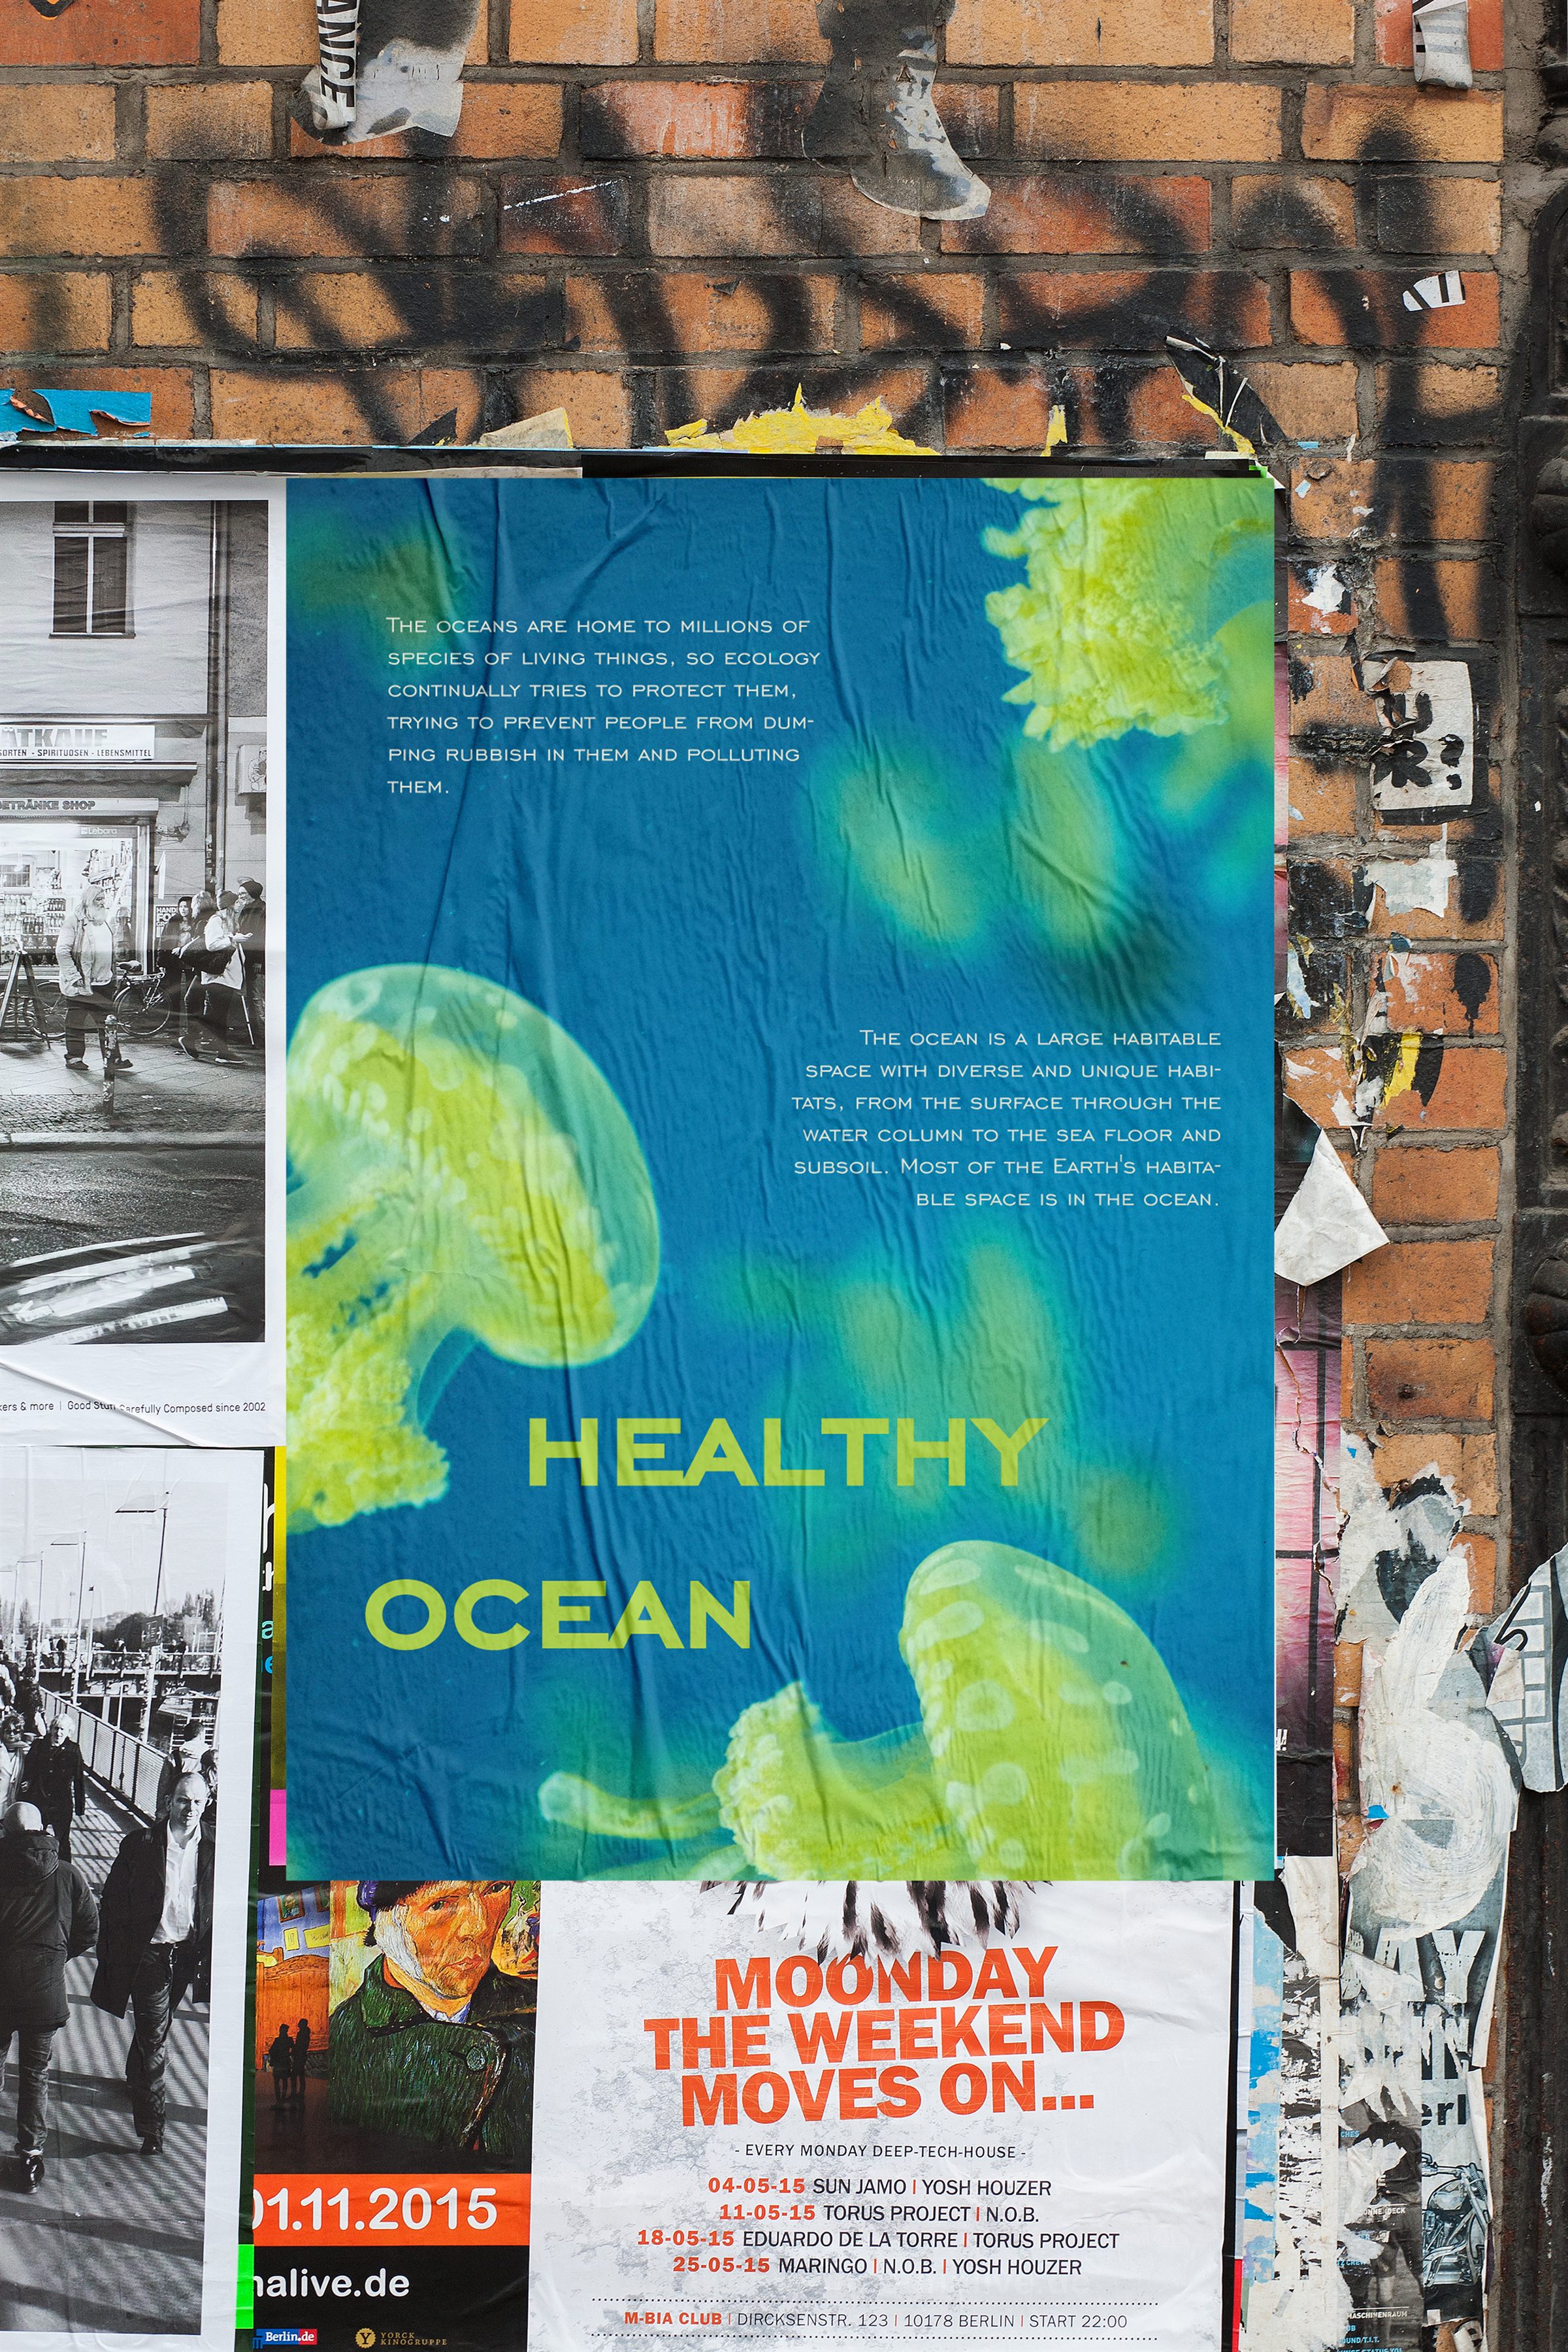 ANCE
ÄTKAUF
SORTEN · SPIRITUOSEN · LEBENSMITTEL
GETRÄNKE SHOP
Lebara
kers & more | Good Stuff Carefully Composed since 2002
THE OCEANS ARE HOME TO MILLIONS OF
SPECIES OF LIVING THINGS, SO ECOLOGY
CONTINUALLY TRIES TO PROTECT THEM,
TRYING TO PREVENT PEOPLE FROM DUM-
PING RUBBISH IN THEM AND POLLUTING
THEM.
THE OCEAN IS A LARGE HABITABLE
SPACE WITH DIVERSE AND UNIQUE HABI-
TATS, FROM THE SURFACE THROUGH THE
WATER COLUMN TO THE SEA FLOOR AND
SUBSOIL. MOST OF THE EARTH'S HABITA-
BLE SPACE IS IN THE OCEAN.
HEALTHY
OCEAN
01.11.2015
nalive.de
Berlin.de
YORCK
KINOGRUPPE
MOONDAY
THE WEEKEND
MOVES ON...
- EVERY MONDAY DEEP-TECH-HOUSE -
04-05-15 SUN JAMO | YOSH HOUZER
11-05-15 TORUS PROJECT | N.O.B.
18-05-15 EDUARDO DE LA TORRE | TORUS PROJECT
25-05-15 MARINGO | N.O.B. | YOSH HOUZER
M-BIA CLUB | DIRCKSENSTR. 123 | 10178 BERLIN | START 22:00
MASCHINENRAUM